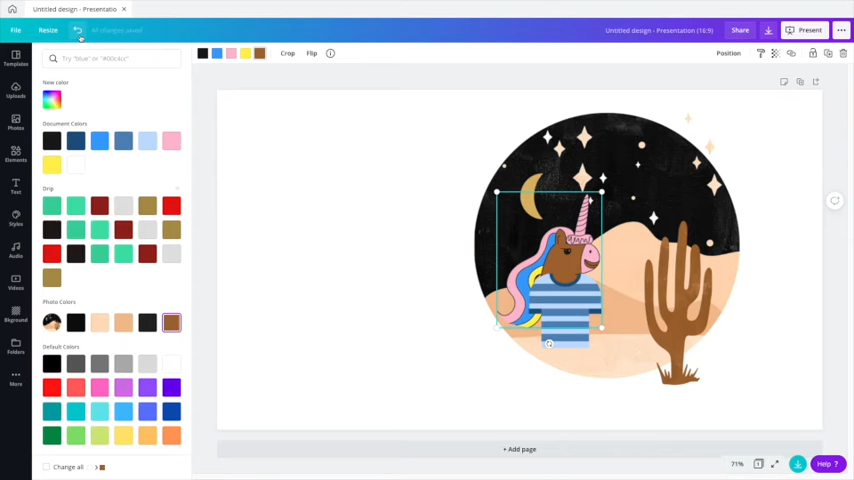 Untitled design - Presentatio ×
File
Resize
All changes saved
Untitled design - Presentation (16:9)
Share
Present
Templates
Uploads
Photos
Elements
Text
Styles
Audio
Videos
Bkground
Folders
More
Try "blue" or "#00c4cc"
New color
Document Colors
Drip
Photo Colors
Default Colors
Change all
Crop
Flip
Position
+ Add page
71%
1
Help ?